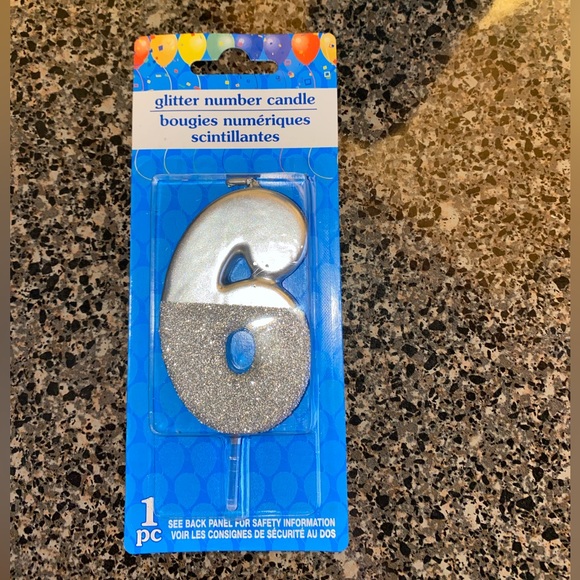 glitter number candle
bougies numériques
scintillantes
6
1
pc
SEE BACK PANEL FOR SAFETY INFORMATION
VOIR LES CONSIGNES DE SÉCURITÉ AU DOS